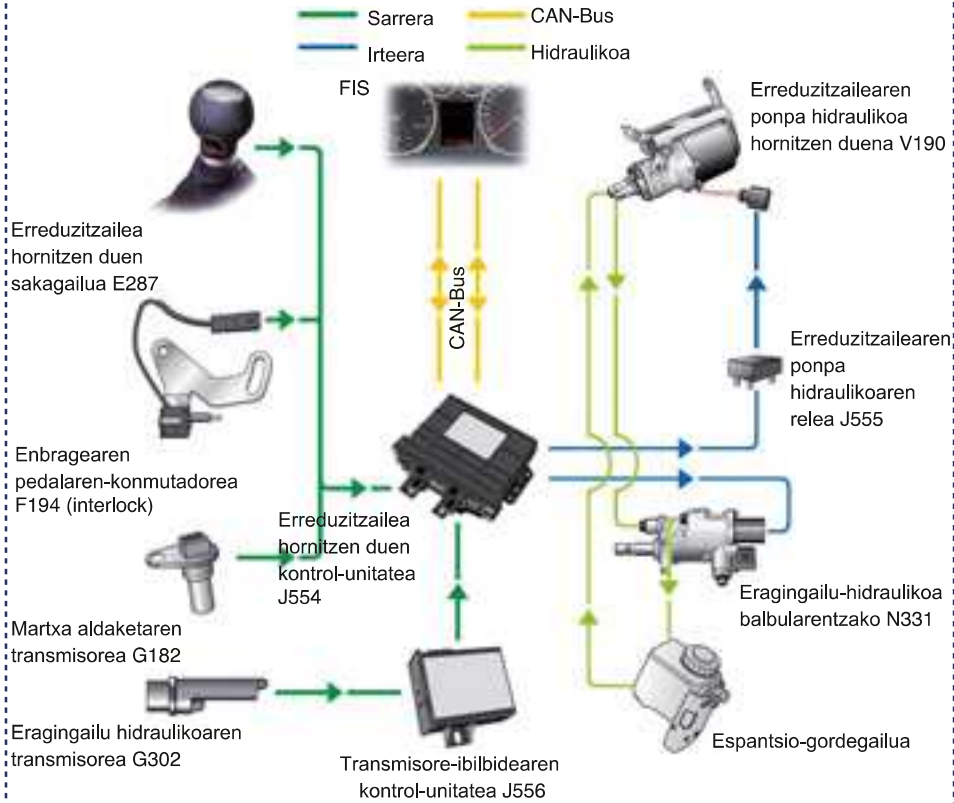 Sarrera
CAN-Bus
Irteera
Hidraulikoa
FIS
Erreduzitzailearen
ponpa hidraulikoa
hornitzen duena V190
Erreduzitzailea
hornitzen duen
sakagailua E287
CAN-Bus
Erreduzitzailearen
ponpa
hidraulikoaren
relea J555
Enbragearen
pedalaren-konmutadorea
F194 (interlock)
Erreduzitzailea
hornitzen duen
kontrol-unitatea
J554
Eragingailu-hidraulikoa
balbularentzako N331
Martxa aldaketaren
transmisorea G182
Eragingailu hidraulikoaren
transmisorea G302
Transmisore-ibilbidearen
kontrol-unitatea J556
Espantsio-gordegailua